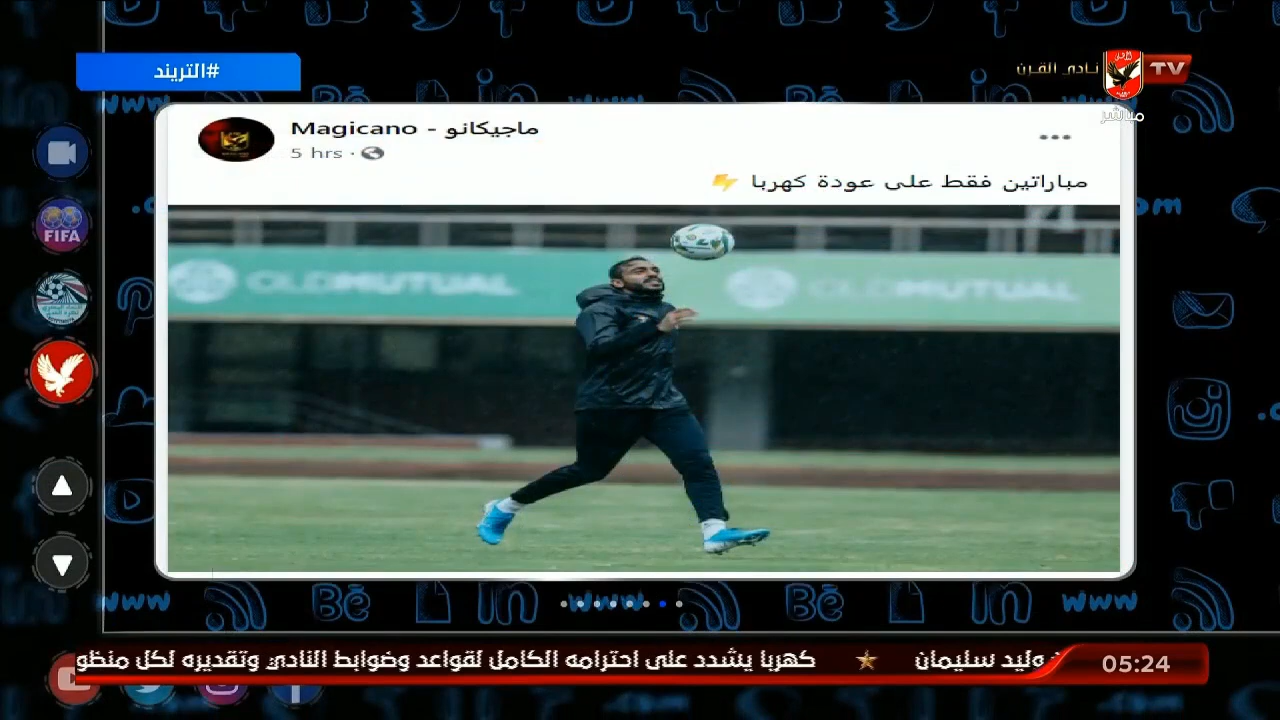 #التريند
نادي القرن
TV
مباشر
Magicano - ماجيكانو
5 hrs
مباراتين فقط على عودة كهربا
FIFA
OLDMUTUAL
OLDMUTUAL
وليد سليمان
كهربا يشدد على احترامه الكامل لقواعد وضوابط النادي وتقديره لكل منظو
05:24